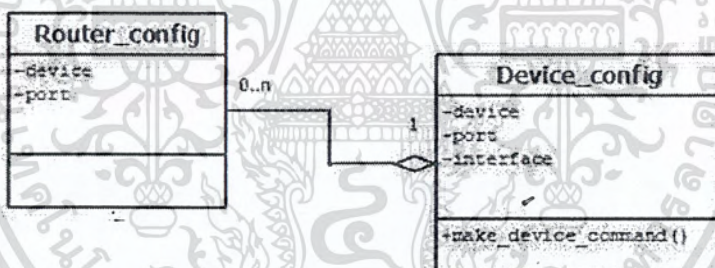 Router_config
-device
-port
0..n
1
Device_config
-device
-port
-interface
+make_device_command()